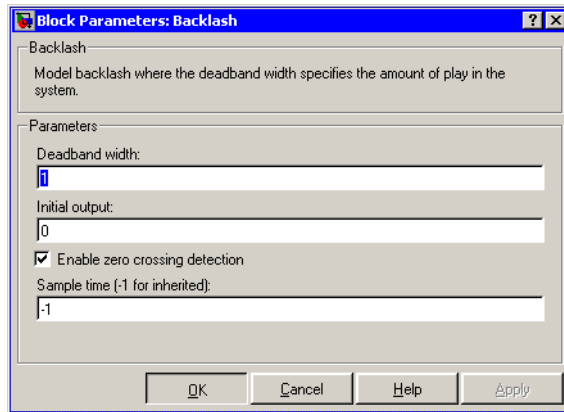 Block Parameters: Backlash
Backlash
Model backlash where the deadband width specifies the amount of play in the
system.
Parameters
Deadband width:
1
Initial output:
0
Enable zero crossing detection
Sample time (-1 for inherited):
-1
OK Cancel Help Apply